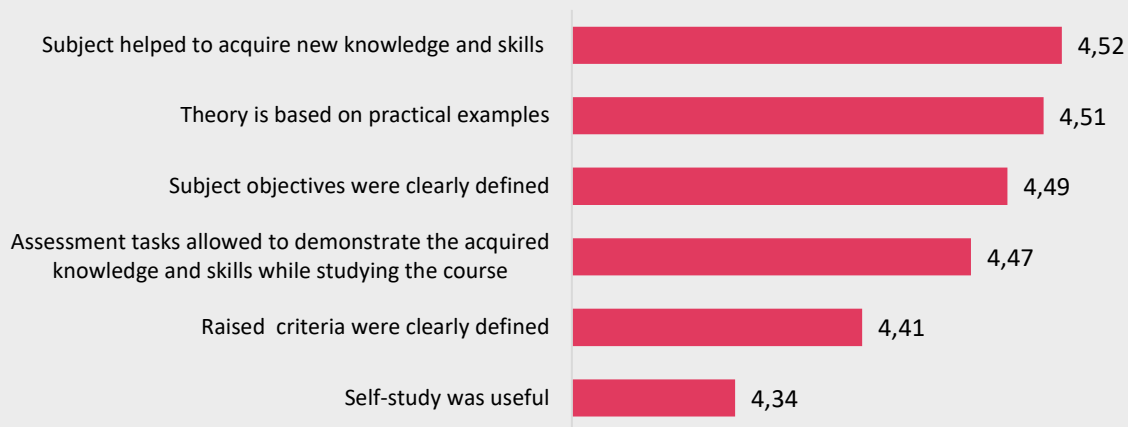 Subject helped to acquire new knowledge and skills
4,52
Theory is based on practical examples
4,51
Subject objectives were clearly defined
4,49
Assessment tasks allowed to demonstrate the acquired
knowledge and skills while studying the course
4,47
Raised criteria were clearly defined
4,41
Self-study was useful
4,34